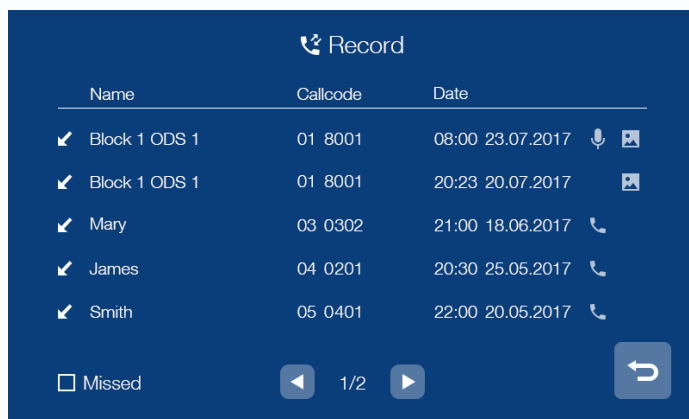 Record
Name Callcode Date
Block 1 ODS 1 01 8001 08:00 23.07.2017
Block 1 ODS 1 01 8001 20:23 20.07.2017
Mary 03 0302 21:00 18.06.2017
James 04 0201 20:30 25.05.2017
Smith 05 0401 22:00 20.05.2017
Missed 1/2